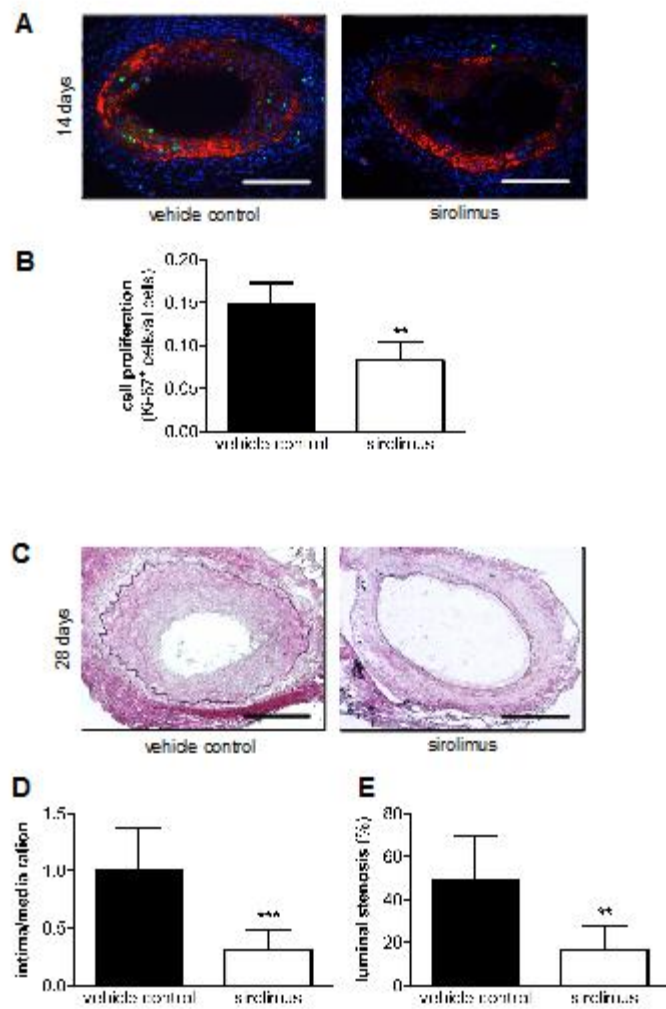 A
14 days
vehicle control
sirolimus
B
cell proliferation
(Ki-67+ cells/all cells)
0.20
0.15
0.10
0.05
0.00
**
vehicle control
sirolimus
C
28 days
vehicle control
sirolimus
D
intima/media ration
1.5
1.0
0.5
0.0
***
vehicle control
sirolimus
E
luminal stenosis (%)
80
60
40
20
0
**
vehicle control
sirolimus